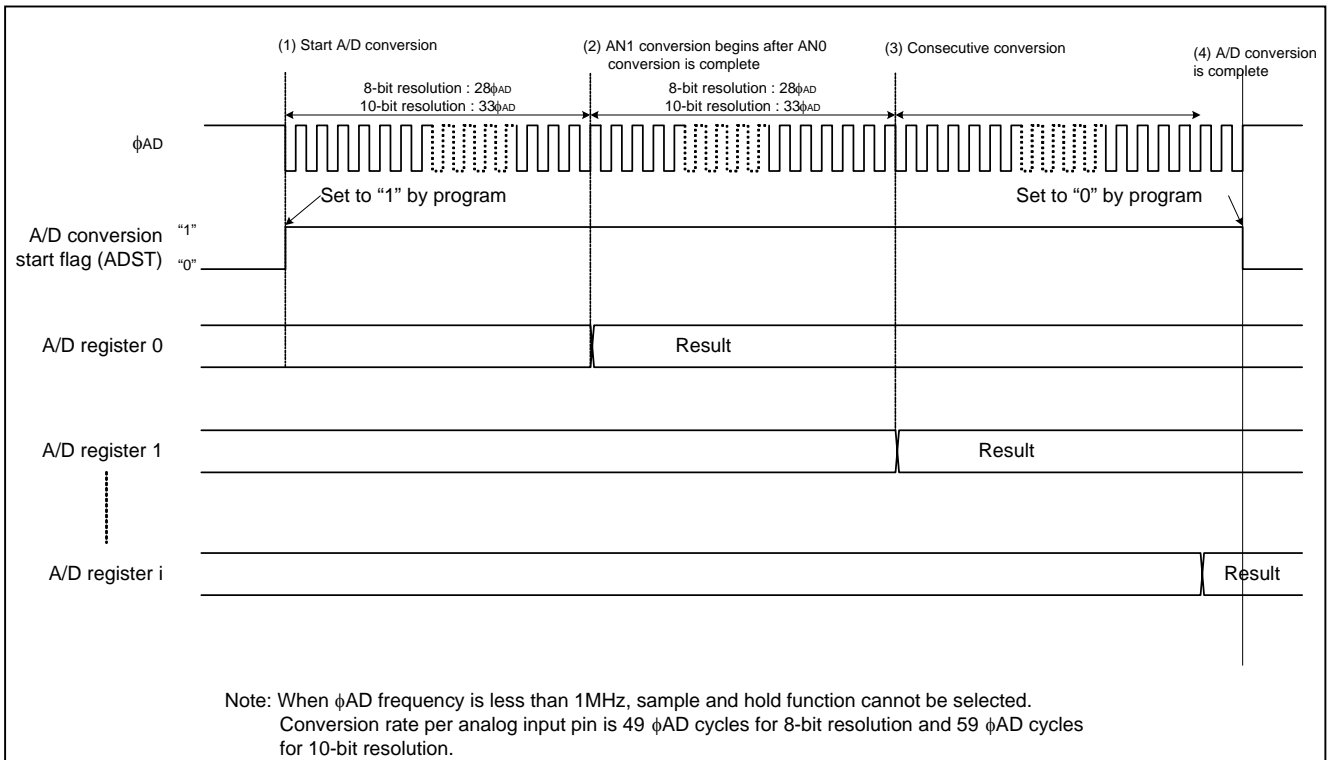 (1) Start A/D conversion
(2) AN1 conversion begins after AN0
conversion is complete
(3) Consecutive conversion
(4) A/D conversion
is complete
8-bit resolution : 28ϕAD
10-bit resolution : 33ϕAD
8-bit resolution : 28ϕAD
10-bit resolution : 33ϕAD
ϕAD
Set to “1” by program
Set to “0” by program
A/D conversion
start flag (ADST)
“1”
“0”
A/D register 0
Result
A/D register 1
Result
A/D register i
Result
Note: When ϕAD frequency is less than 1MHz, sample and hold function cannot be selected.
Conversion rate per analog input pin is 49 ϕAD cycles for 8-bit resolution and 59 ϕAD cycles
for 10-bit resolution.